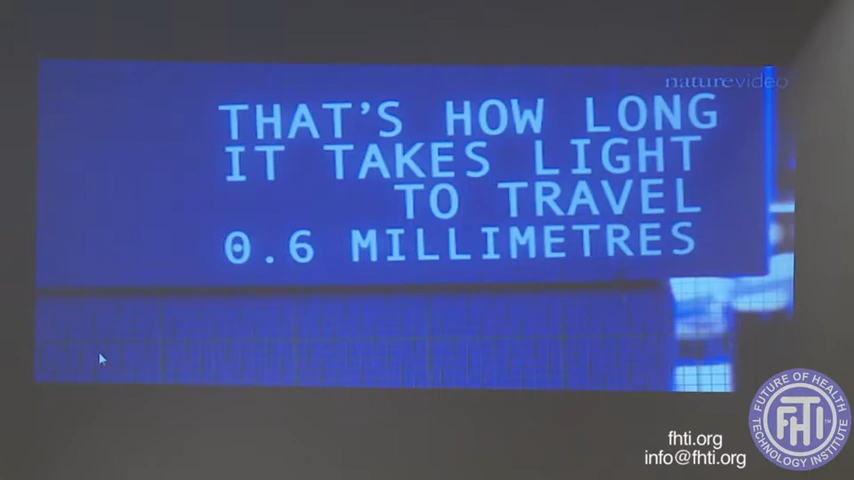 naturevideo
THAT'S HOW LONG
IT TAKES LIGHT
TO TRAVEL
0.6 MILLIMETRES
fhti.org
info@fhti.org
FUTURE OF HEALTH
FHTI
TECHNOLOGY INSTITUTE